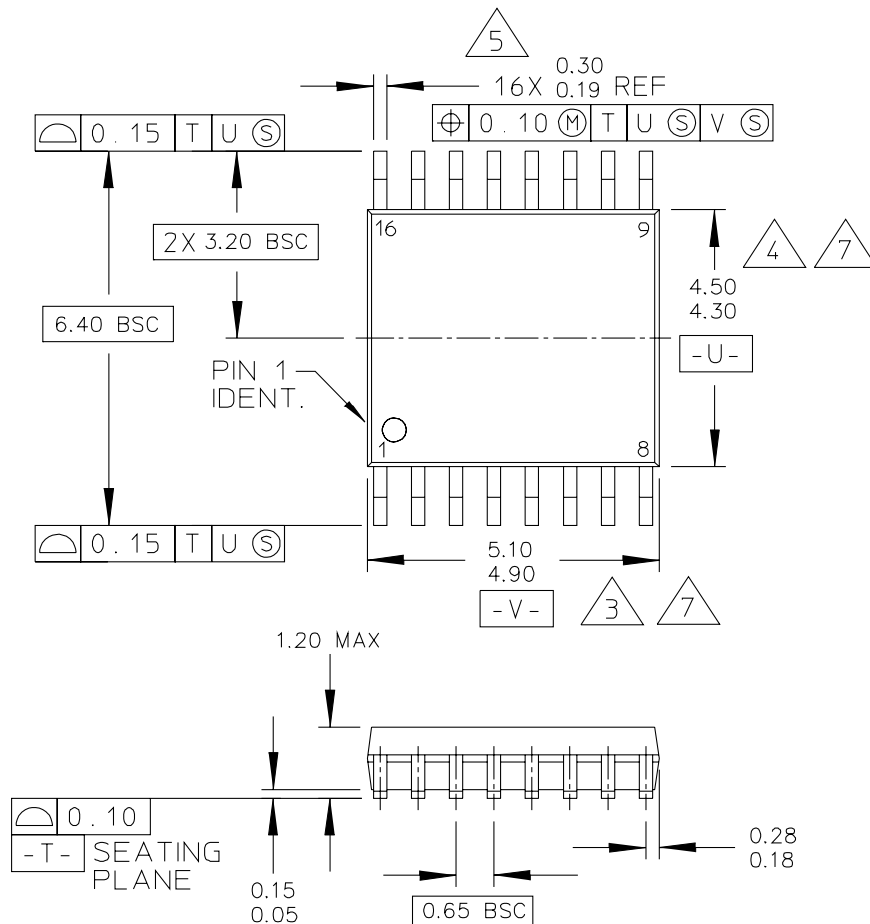 5
0.30
16X 0.19 REF
0.15 T U Ⓢ
⌖ 0.10 Ⓜ T U Ⓢ V Ⓢ
16
9
2X 3.20 BSC
4
7
4.50
4.30
6.40 BSC
-U-
PIN 1
IDENT.
1
8
0.15 T U Ⓢ
5.10
4.90
-V-
3
7
1.20 MAX
0.10
-T- SEATING
PLANE
0.15
0.05
0.65 BSC
0.28
0.18